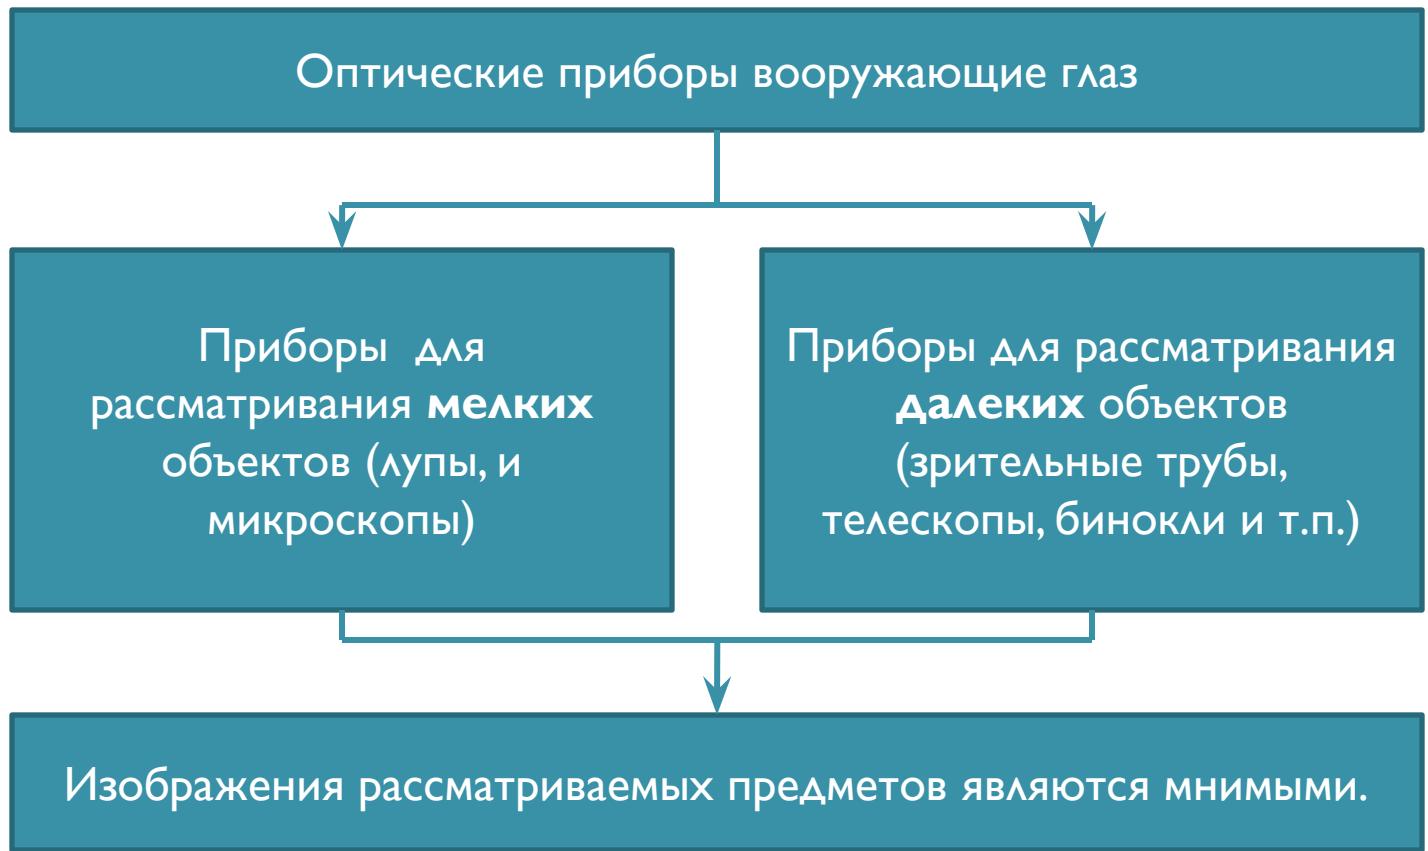 Оптические приборы вооружающие глаз
Приборы для
рассматривания мелких
объектов (лупы, и
микроскопы)
Приборы для рассматривания
далеких объектов
(зрительные трубы,
телескопы, бинокли и т.п.)
Изображения рассматриваемых предметов являются мнимыми.